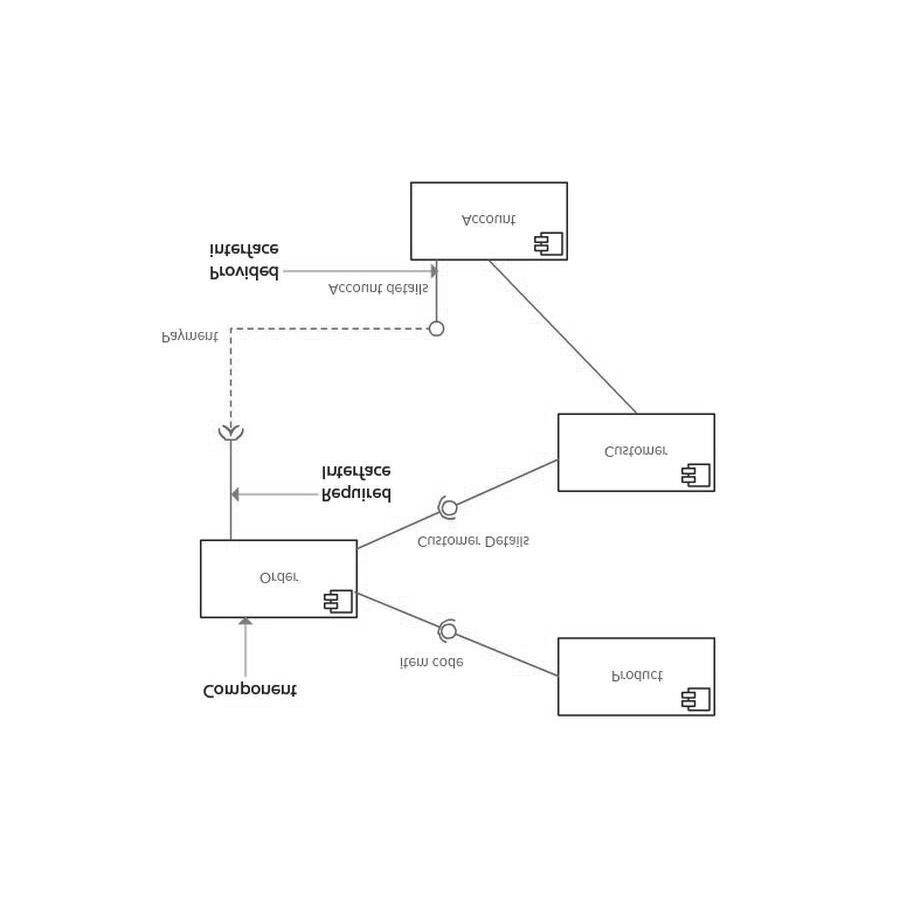 Component
Product
item code
Order
Customer Details
Required
Interface
Customer
Payment
Account details
Provided
interface
Account